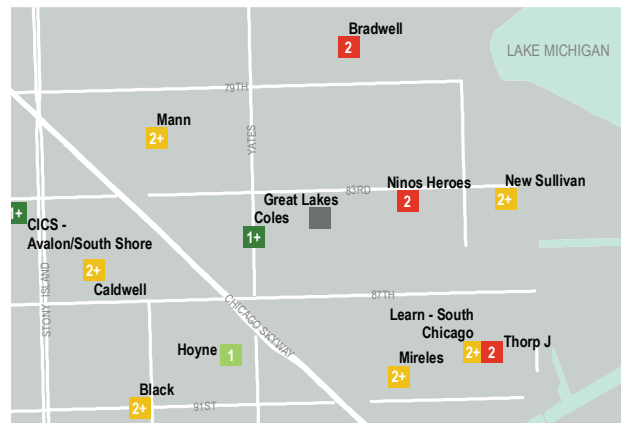 Bradwell
2
LAKE MICHIGAN
79TH
Mann
2+
YATES
83RD
Ninos Heroes
2
New Sullivan
2+
Great Lakes
Coles
1+
1+
CICS -
Avalon/South Shore
2+
Caldwell
STONY ISLAND
87TH
CHICAGO SKYWAY
Learn - South
Chicago
2+
2
Thorp J
Hoyne
1
Mireles
2+
Black
2+
91ST